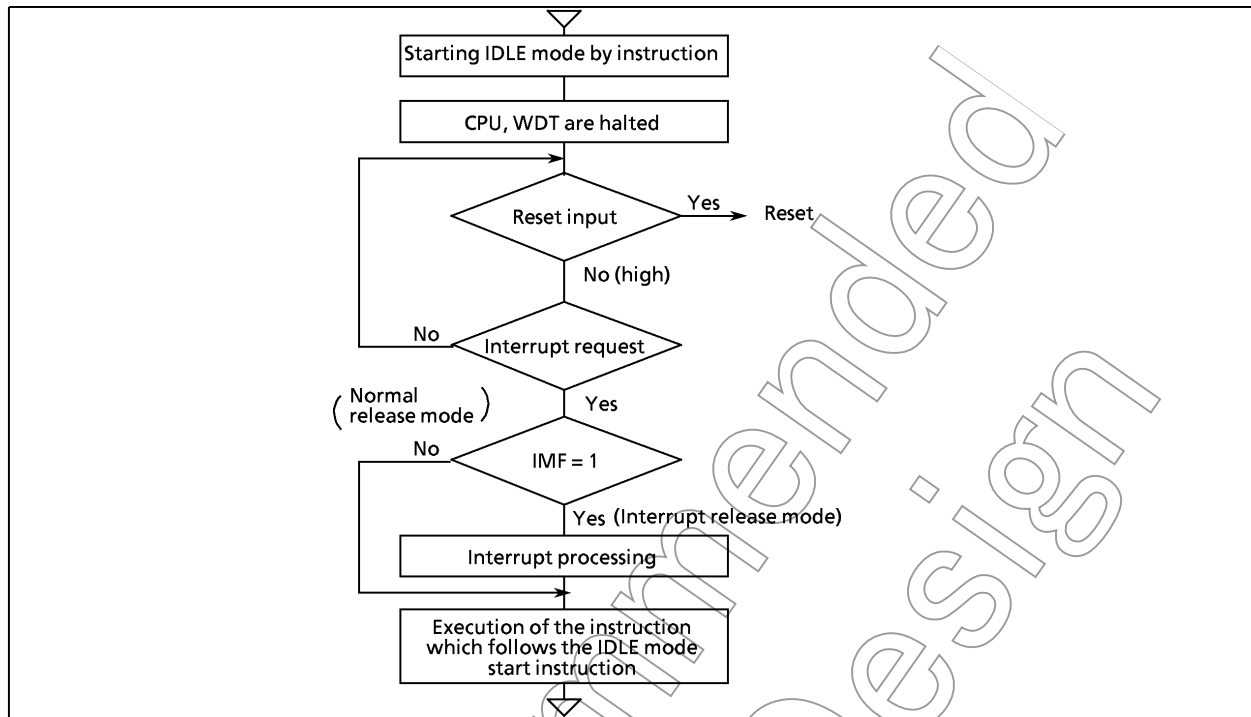 Starting IDLE mode by instruction
CPU, WDT are halted
Reset input
Yes
Reset
No (high)
No
Interrupt request
(Normal
release mode)
Yes
No
IMF = 1
Yes (Interrupt release mode)
Interrupt processing
Execution of the instruction
which follows the IDLE mode
start instruction
mmended
Design